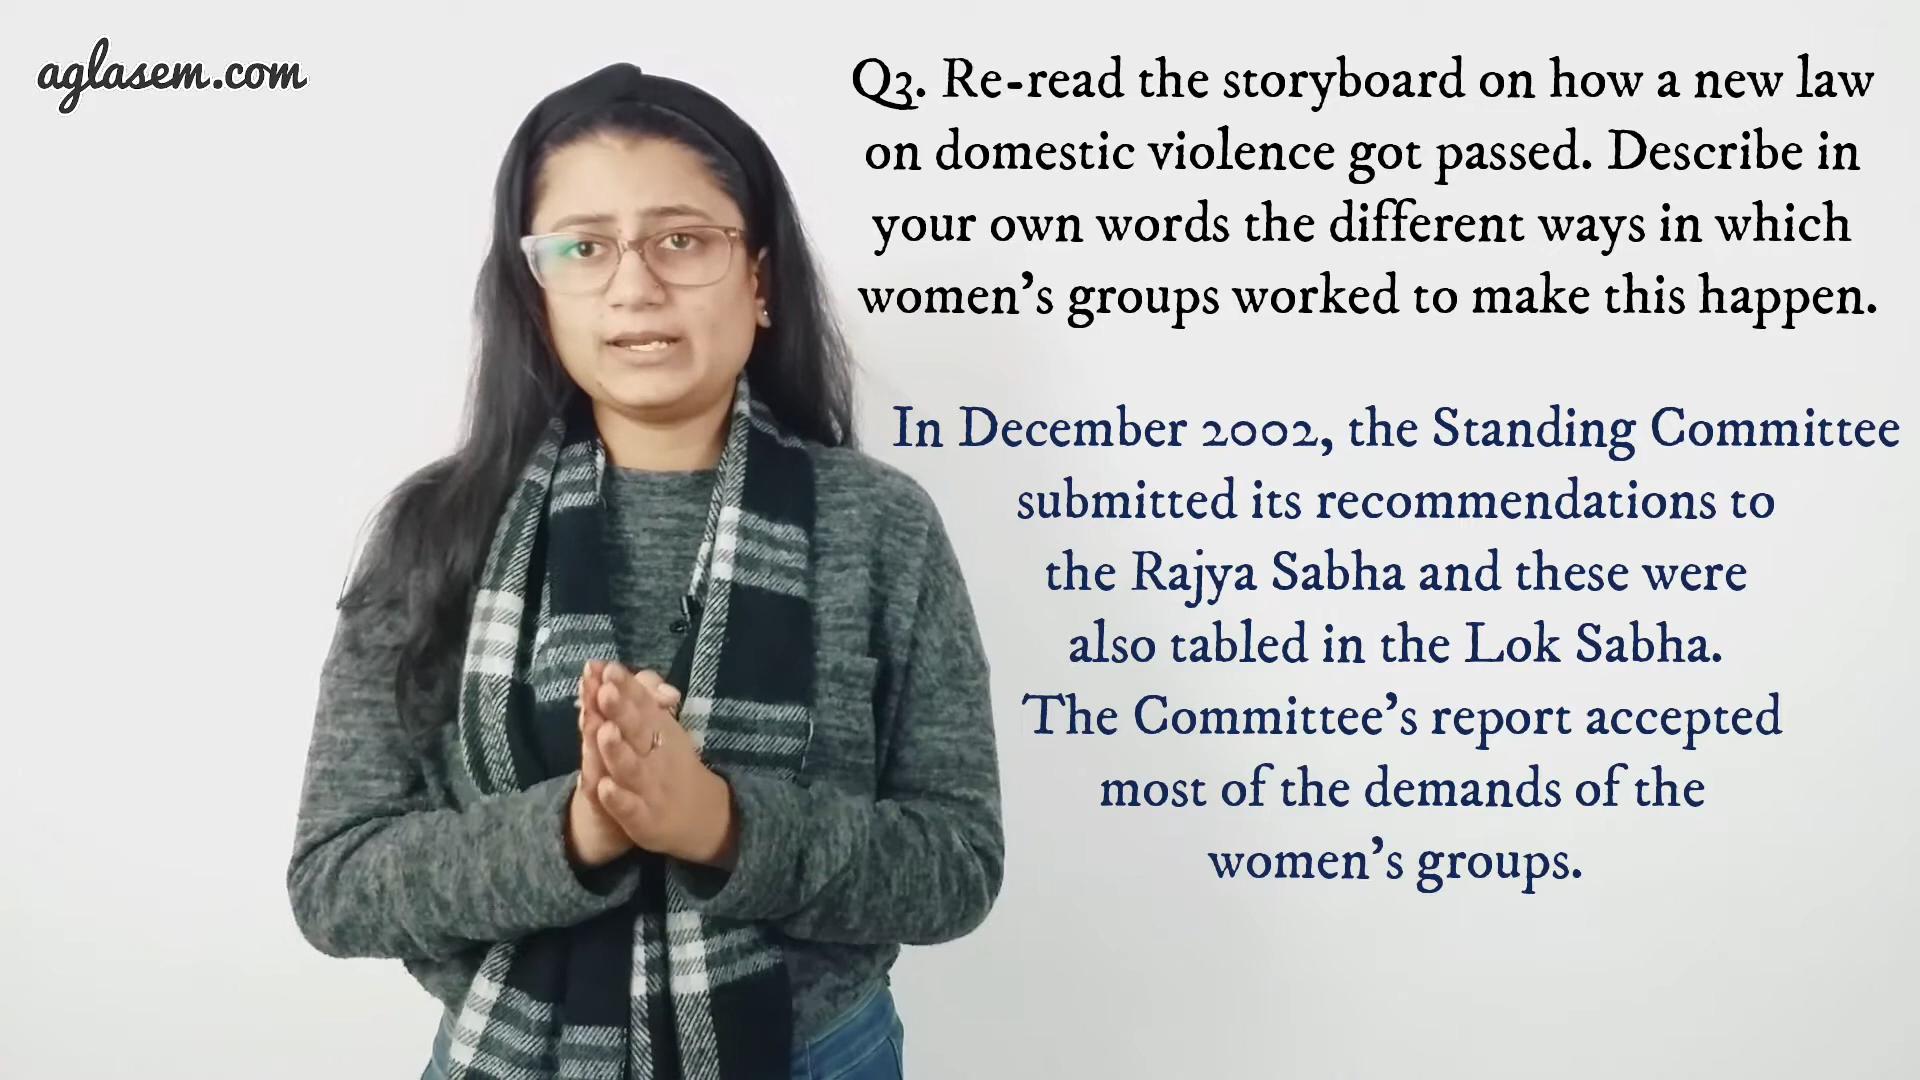 aglasem.com
Q3. Re-read the storyboard on how a new law
on domestic violence got passed. Describe in
your own words the different ways in which
women's groups worked to make this happen.
In December 2002, the Standing Committee
submitted its recommendations to
the Rajya Sabha and these were
also tabled in the Lok Sabha.
The Committee's report accepted
most of the demands of the
women's groups.